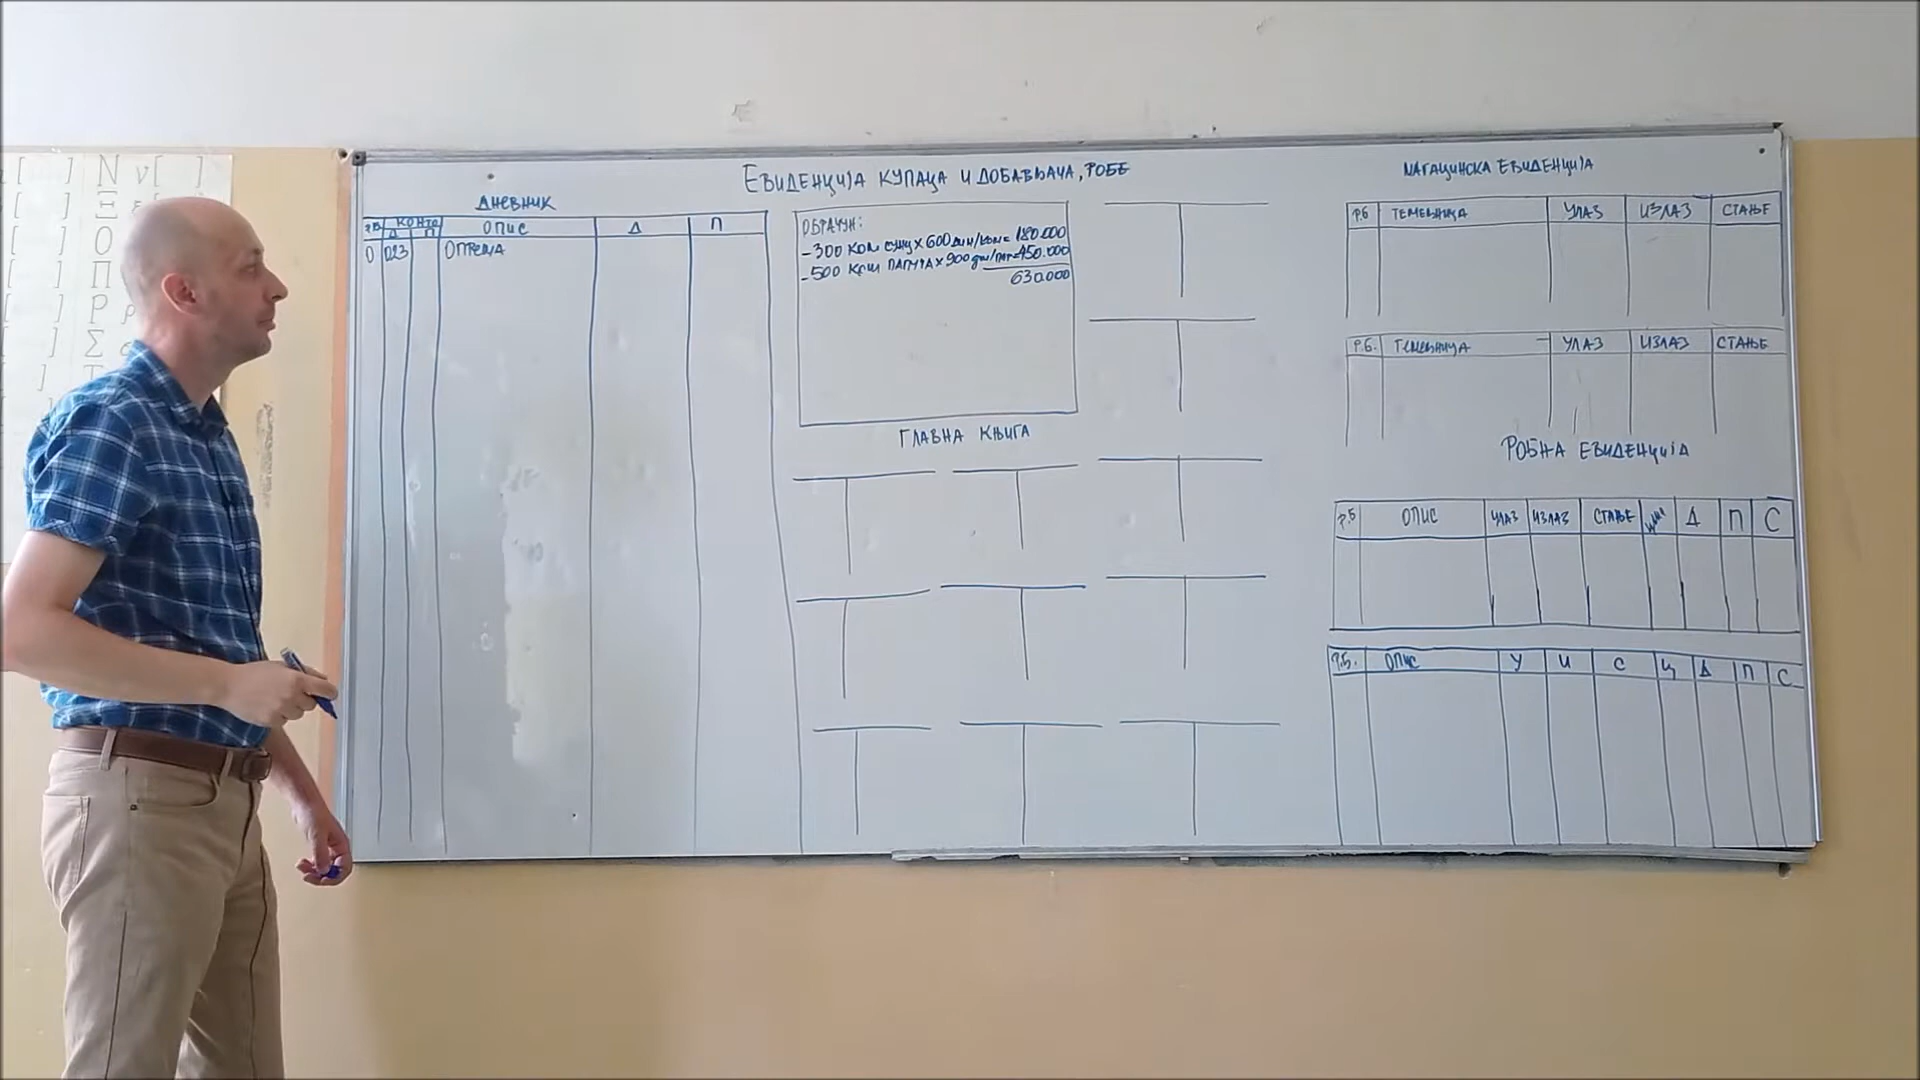 ЕВИДЕНЦИЈА КУПАЦА И ДОБАВЉАЧА, РОБЕ
ДНЕВНИК
Р.Б КОНТО ОПИС Д П
Д П
0 023 ОПРЕМА
ОБРАЧУН:
- 300 КОМ X 600 ДИН/КОМ = 180.000
- 500 КОМ ПАПУЧА X 900 = 450.000
630.000
ГЛАВНА КЊИГА
МАГАЦИНСКА ЕВИДЕНЦИЈА
Р.Б ТЕМЕЉНИЦА УЛАЗ ИЗЛАЗ СТАЊЕ
Р.Б. ТЕМЕЉНИЦА УЛАЗ ИЗЛАЗ СТАЊЕ
РОБНА ЕВИДЕНЦИЈА
Р.Б ОПИС УЛАЗ ИЗЛАЗ СТАЊЕ Д П С
Р.Б. ОПИС У И С Ц Д П С
[ ] Ν ν [ ]
[ ] Ξ
[ ] Ο
[ ] Π
[ ] Ρ ρ
] Σ
] Τ